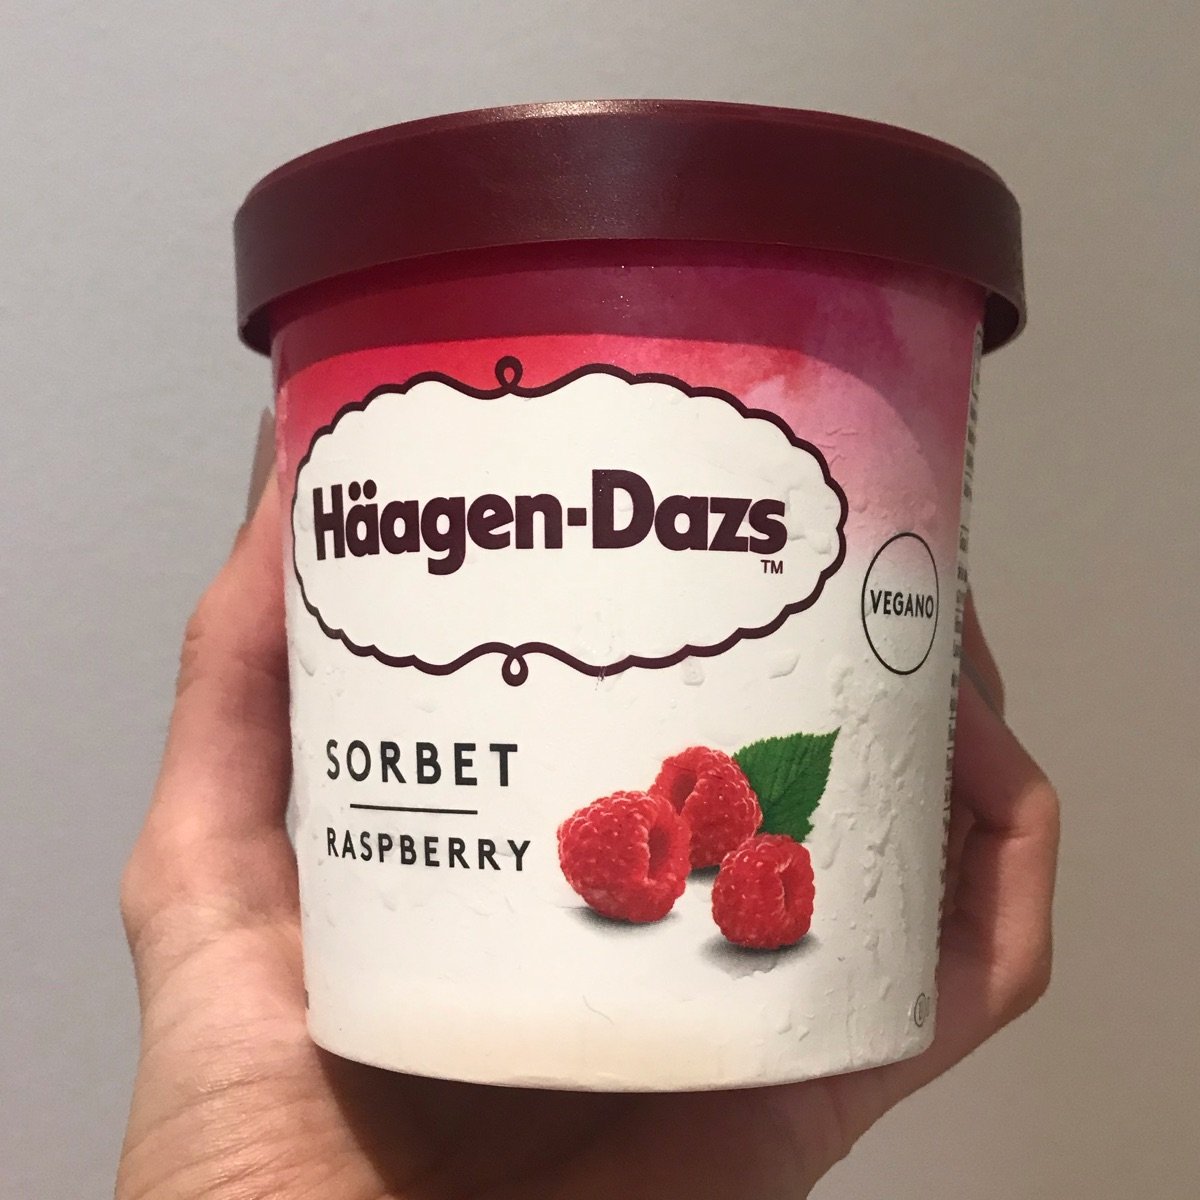 Häagen-Dazs
TM
VEGANO
SORBET
RASPBERRY